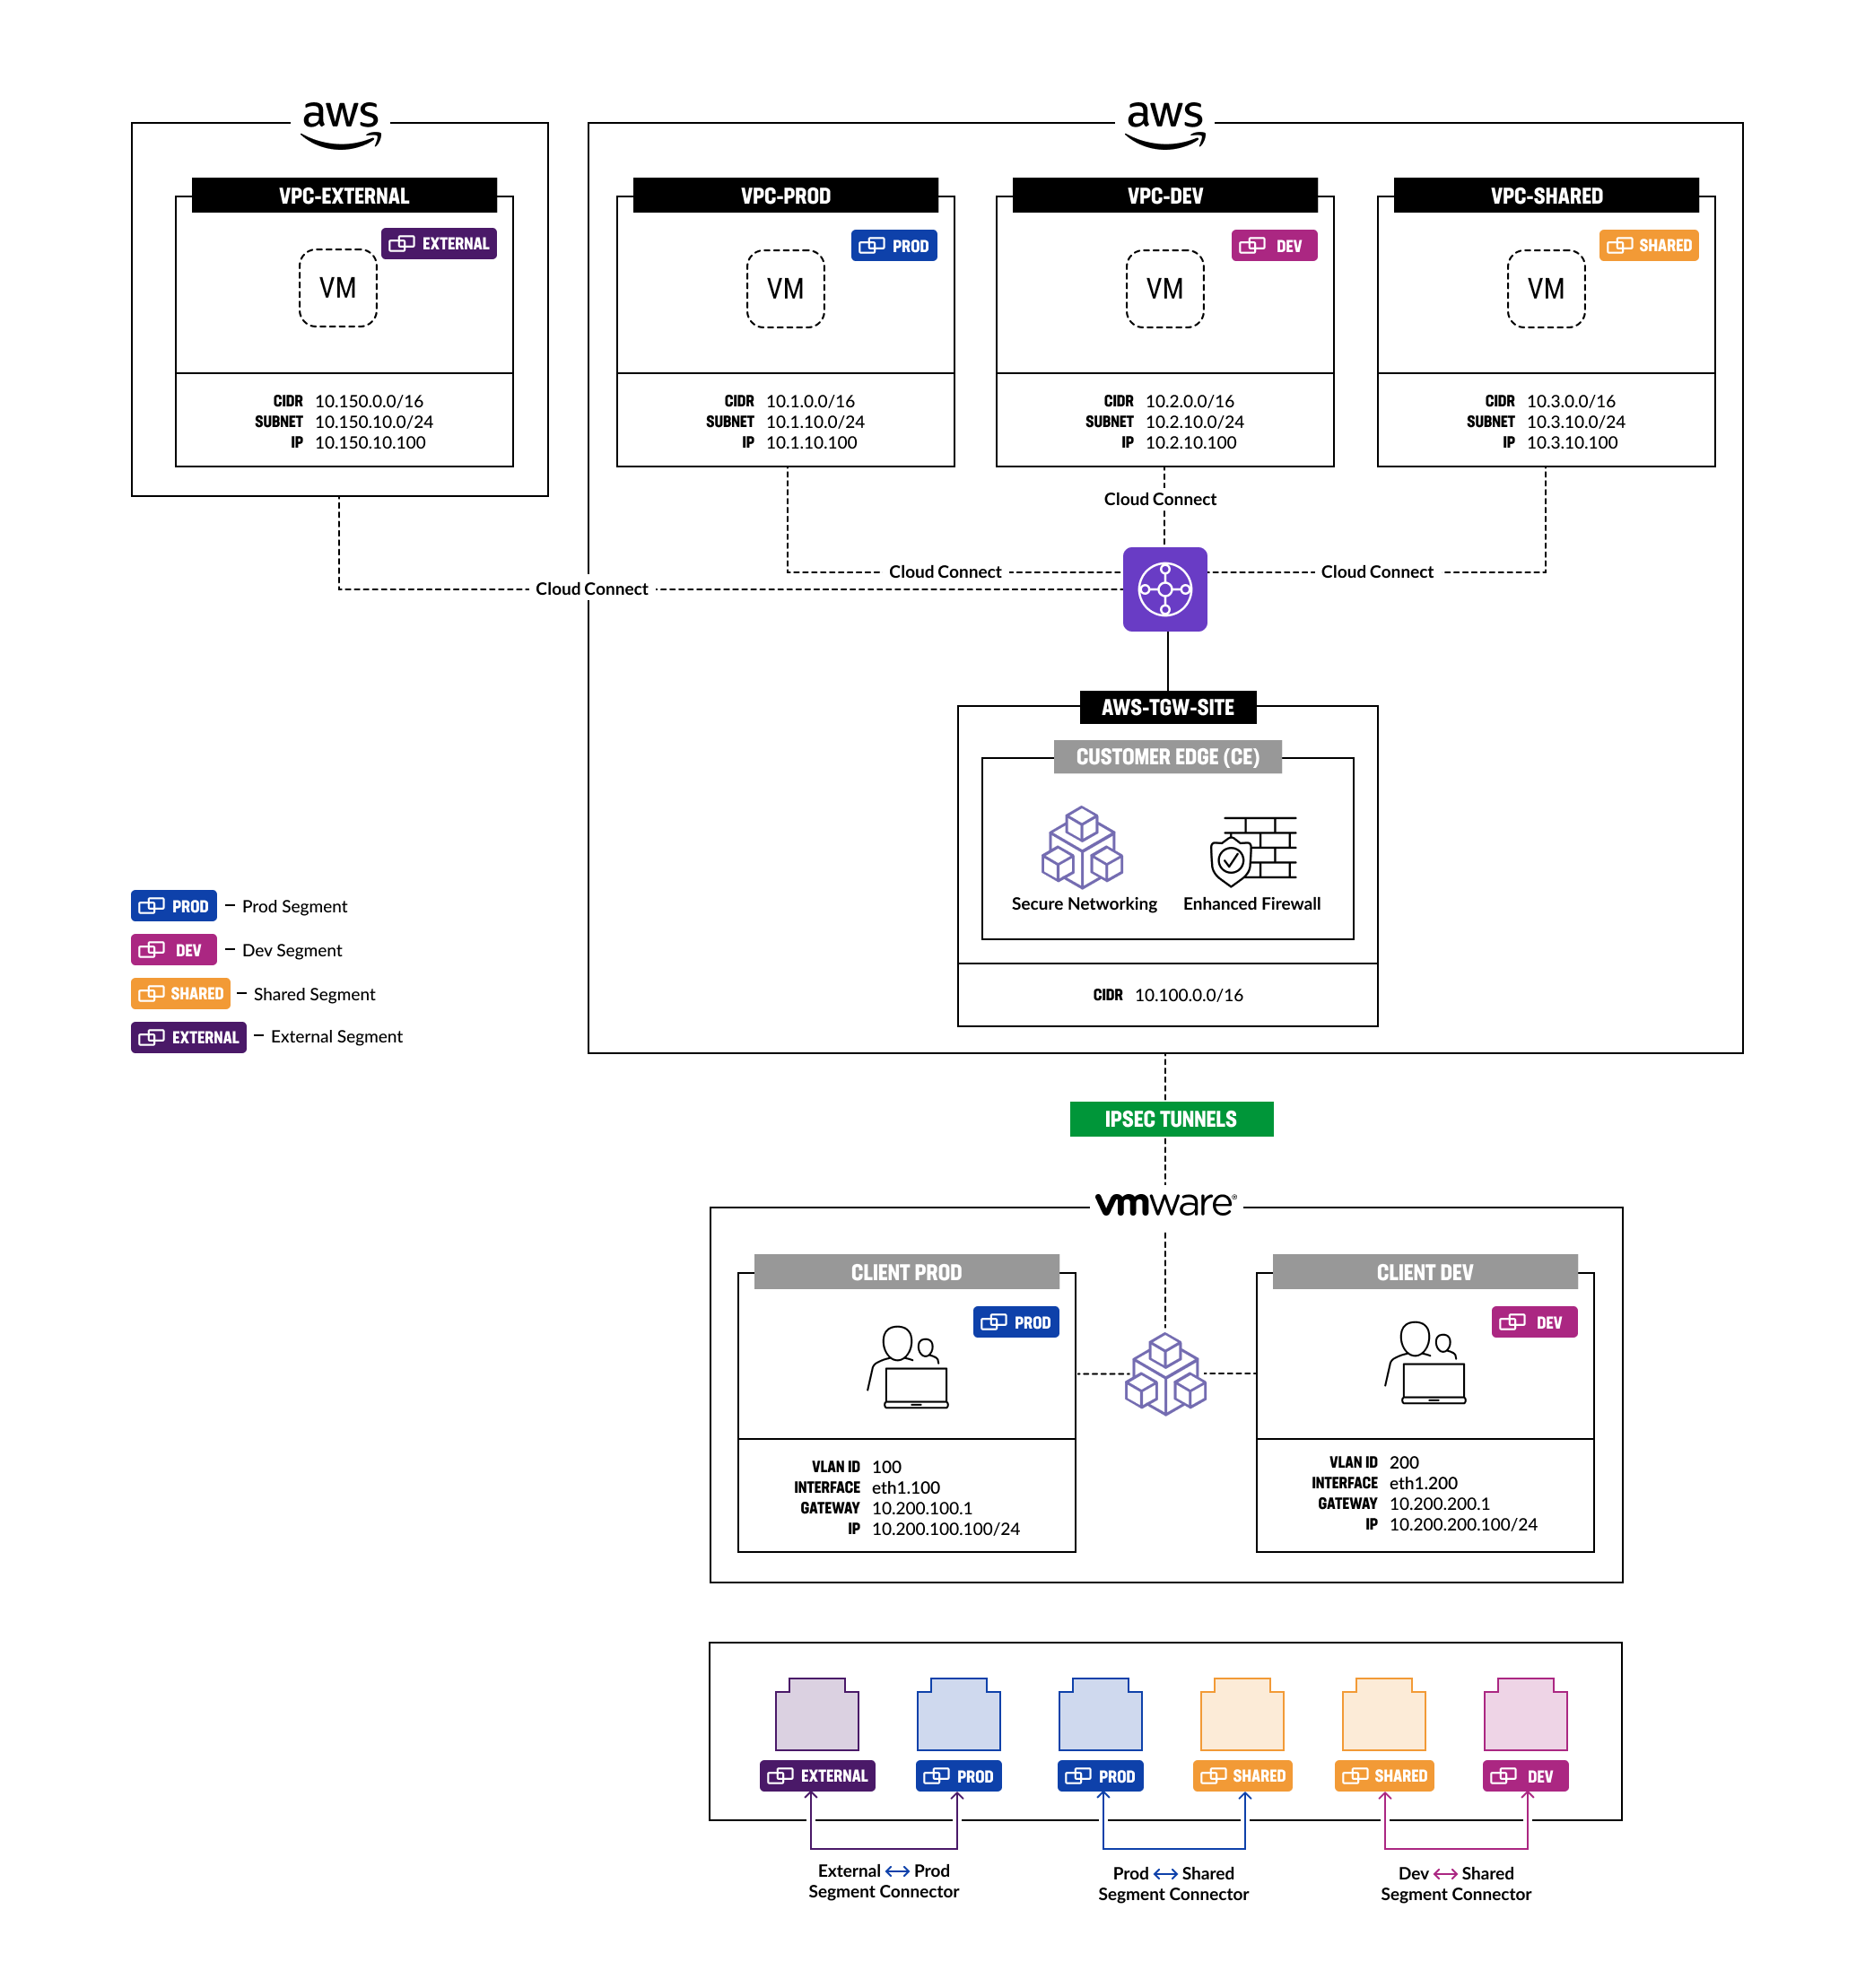 aws
aws
VPC-EXTERNAL
EXTERNAL
VM
CIDR 10.150.0.0/16
SUBNET 10.150.10.0/24
IP 10.150.10.100
VPC-PROD
PROD
VM
CIDR 10.1.0.0/16
SUBNET 10.1.10.0/24
IP 10.1.10.100
VPC-DEV
DEV
VM
CIDR 10.2.0.0/16
SUBNET 10.2.10.0/24
IP 10.2.10.100
VPC-SHARED
SHARED
VM
CIDR 10.3.0.0/16
SUBNET 10.3.10.0/24
IP 10.3.10.100
Cloud Connect
Cloud Connect
Cloud Connect
Cloud Connect
AWS-TGW-SITE
CUSTOMER EDGE (CE)
Secure Networking
Enhanced Firewall
CIDR 10.100.0.0/16
PROD – Prod Segment
DEV – Dev Segment
SHARED – Shared Segment
EXTERNAL – External Segment
IPSEC TUNNELS
vmware®
CLIENT PROD
PROD
VLAN ID 100
INTERFACE eth1.100
GATEWAY 10.200.100.1
IP 10.200.100.100/24
CLIENT DEV
DEV
VLAN ID 200
INTERFACE eth1.200
GATEWAY 10.200.200.1
IP 10.200.200.100/24
EXTERNAL
PROD
PROD
SHARED
SHARED
DEV
External ↔ Prod
Segment Connector
Prod ↔ Shared
Segment Connector
Dev ↔ Shared
Segment Connector